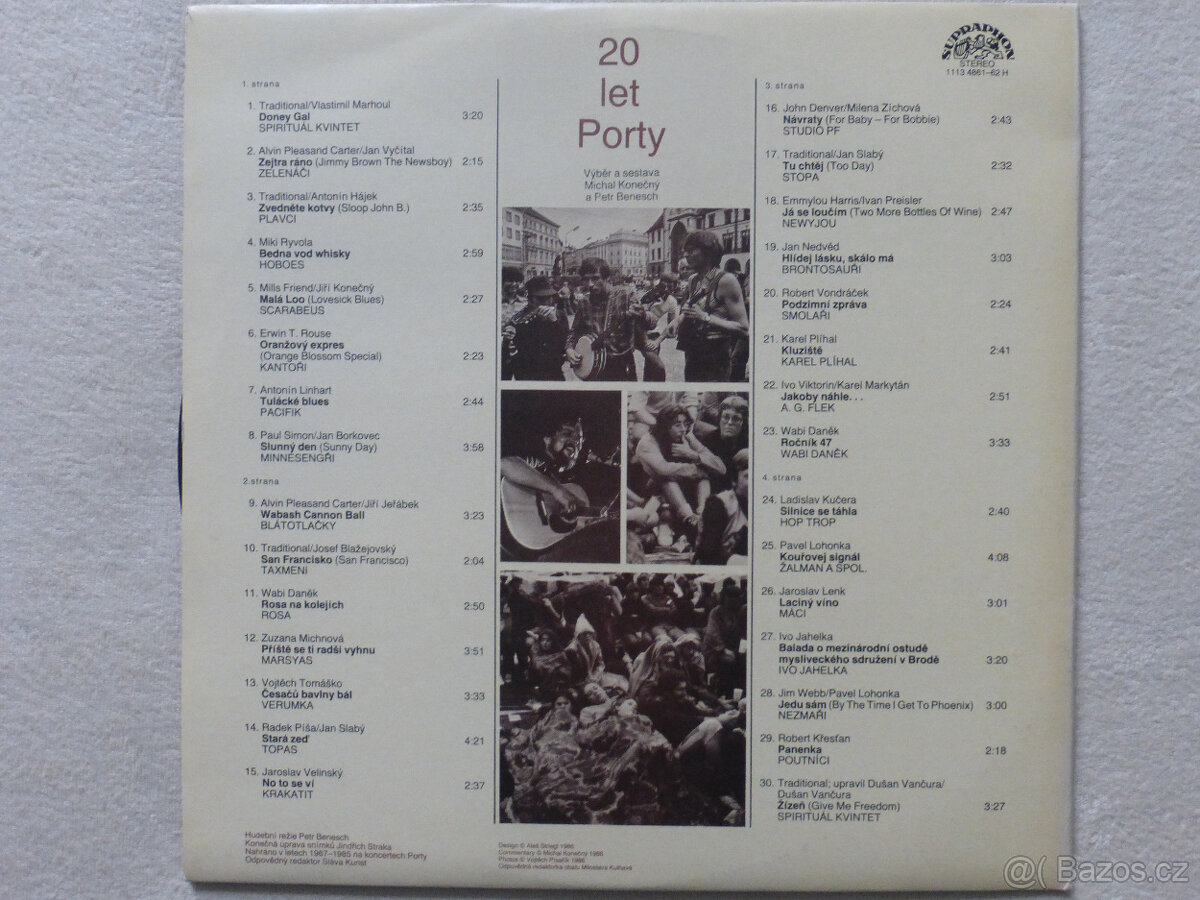 20
let
Porty
Výběr a sestava
Michal Konečný
a Petr Benesch
SUPRAPHON
STEREO
1113 4861–62 H
1. strana
1. Traditional/Vlastimil Marhoul
Doney Gal 3:20
SPIRITUÁL KVINTET
2. Alvin Pleasand Carter/Jan Vyčítal
Zejtra ráno (Jimmy Brown The Newsboy) 2:15
ZELENÁČI
3. Traditional/Antonín Hájek
Zvedněte kotvy (Sloop John B.) 2:35
PLAVCI
4. Miki Ryvola
Bedna vod whisky 2:59
HOBOES
5. Mills Friend/Jiří Konečný
Malá Loo (Lovesick Blues) 2:27
SCARABEUS
6. Erwin T. Rouse
Oranžový expres
(Orange Blossom Special) 2:23
KANTOŘI
7. Antonín Linhart
Tulácké blues 2:44
PACIFIK
8. Paul Simon/Jan Borkovec
Slunný den (Sunny Day) 3:58
MINNESENGŘI
2.strana
9. Alvin Pleasand Carter/Jiří Jeřábek
Wabash Cannon Ball 3:23
BLÁTOTLAČKY
10. Traditional/Josef Blažejovský
San Francisko (San Francisco) 2:04
TAXMENI
11. Wabi Daněk
Rosa na kolejích 2:50
ROSA
12. Zuzana Michnová
Příště se ti radši vyhnu 3:51
MARSYAS
13. Vojtěch Tomáško
Česačů bavlny bál 3:33
VERUMKA
14. Radek Píša/Jan Slabý
Stará zeď 4:21
TOPAS
15. Jaroslav Velinský
No to se ví 2:37
KRAKATIT
3. strana
16. John Denver/Milena Zíchová
Návraty (For Baby – For Bobbie) 2:43
STUDIO PF
17. Traditional/Jan Slabý
Tu chtěj (Too Day) 2:32
STOPA
18. Emmylou Harris/Ivan Preisler
Já se loučím (Two More Bottles Of Wine) 2:47
NEWYJOU
19. Jan Nedvěd
Hlídej lásku, skálo má 3:03
BRONTOSAUŘI
20. Robert Vondráček
Podzimní zpráva 2:24
SMOLAŘI
21. Karel Plíhal
Kluziště 2:41
KAREL PLÍHAL
22. Ivo Viktorin/Karel Markytán
Jakoby náhle. . . 2:51
A. G. FLEK
23. Wabi Daněk
Ročník 47 3:33
WABI DANĚK
4. strana
24. Ladislav Kučera
Silnice se táhla 2:40
HOP TROP
25. Pavel Lohonka
Kouřovej signál 4:08
ŽALMAN A SPOL.
26. Jaroslav Lenk
Laciný víno 3:01
MÁCI
27. Ivo Jahelka
Balada o mezinárodní ostudě
mysliveckého sdružení v Brodě 3:20
IVO JAHELKA
28. Jim Webb/Pavel Lohonka
Jedu sám (By The Time I Get To Phoenix) 3:00
NEZMAŘI
29. Robert Křesťan
Panenka 2:18
POUTNÍCI
30. Traditional; upravil Dušan Vančura/
Dušan Vančura
Žízeň (Give Me Freedom) 3:27
SPIRITUÁL KVINTET
Hudební režie Petr Benesch
Konečná úprava snímků Jindřich Straka
Nahráno v letech 1967–1985 na koncertech Porty
Odpovědný redaktor Sláva Kunst
Design © Aleš Striegl 1986
Commentary © Michal Konečný 1986
Photos © Vojtěch Písařík 1986
Odpovědná redaktorka obalu Miloslava Kulfavá
@( Bazos.cz